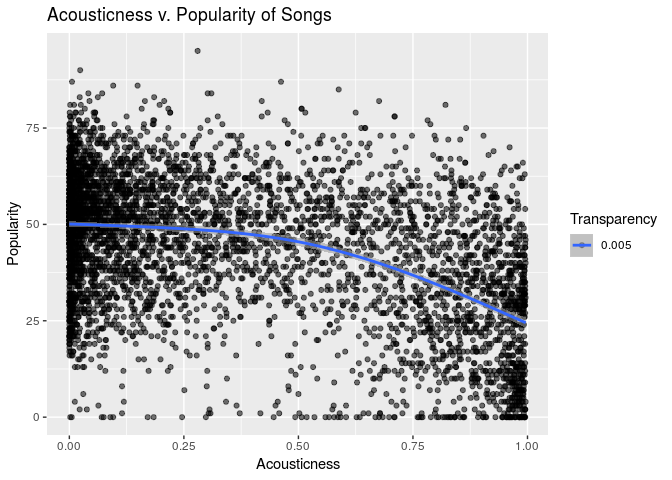 Acousticness v. Popularity of Songs
75
50
25
0
Popularity
0.00 0.25 0.50 0.75 1.00
Acousticness
Transparency
0.005